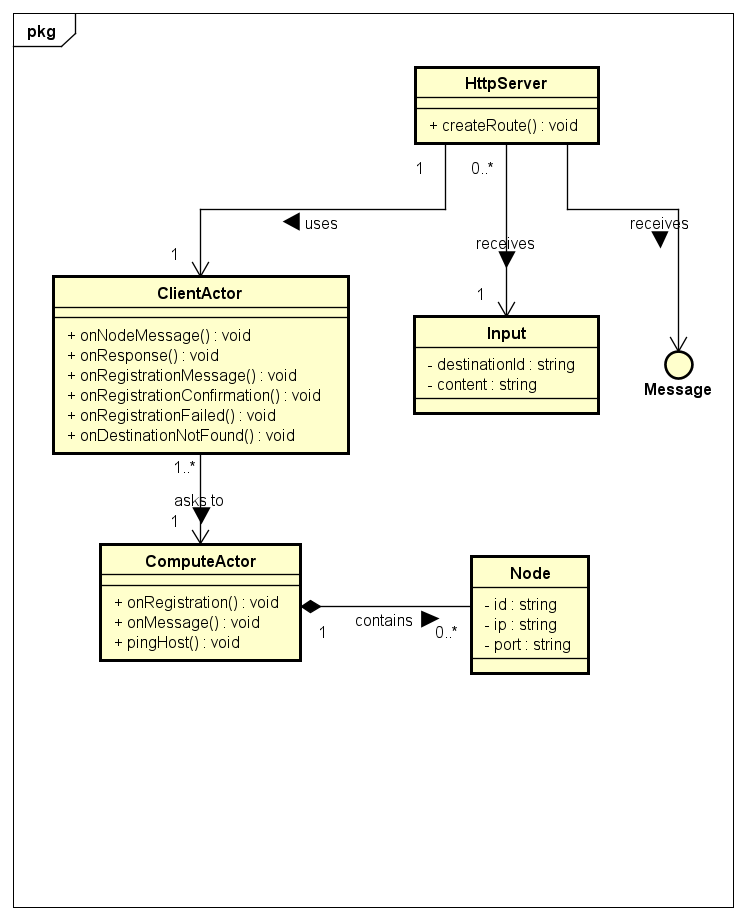 pkg
HttpServer
+ createRoute() : void
1
0..*
uses
receives
receives
1
1
ClientActor
+ onNodeMessage() : void
+ onResponse() : void
+ onRegistrationMessage() : void
+ onRegistrationConfirmation() : void
+ onRegistrationFailed() : void
+ onDestinationNotFound() : void
Input
- destinationId : string
- content : string
Message
1..*
asks to
1
ComputeActor
+ onRegistration() : void
+ onMessage() : void
+ pingHost() : void
contains
1
0..*
Node
- id : string
- ip : string
- port : string